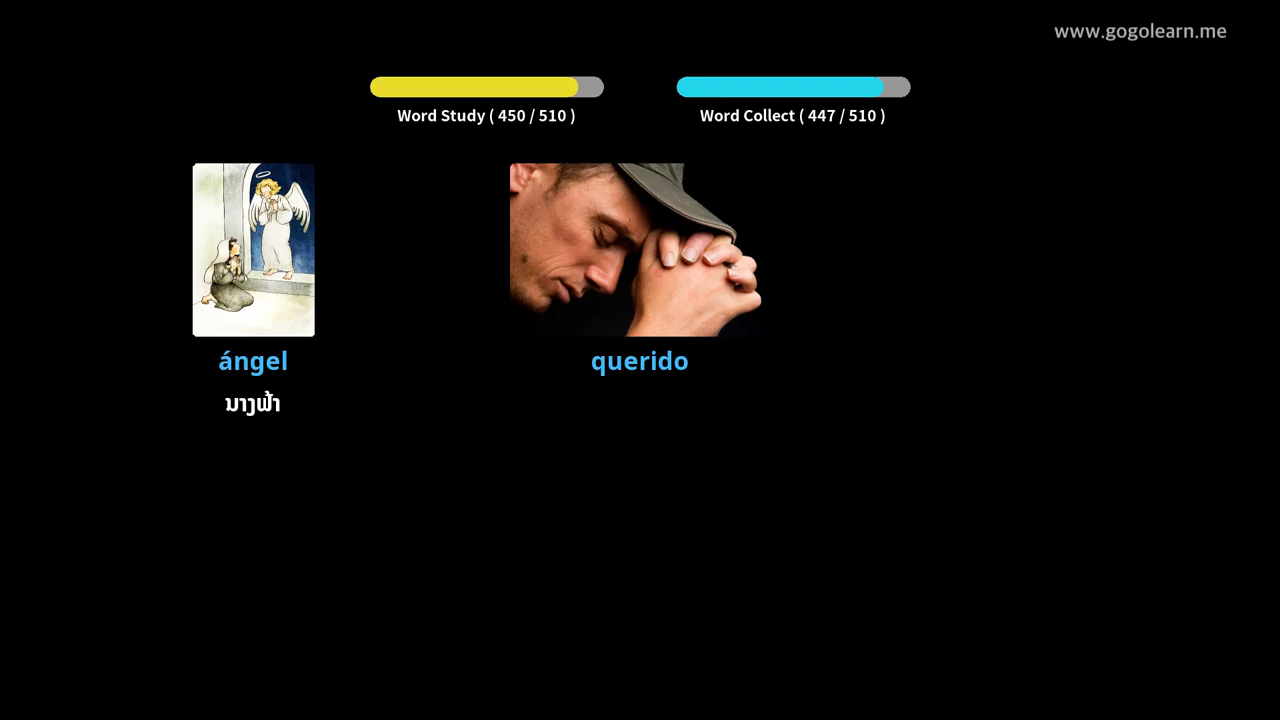 www.gogolearn.me
Word Study ( 450 / 510 )
Word Collect ( 447 / 510 )
ángel
querido
ນາງຟ້າ